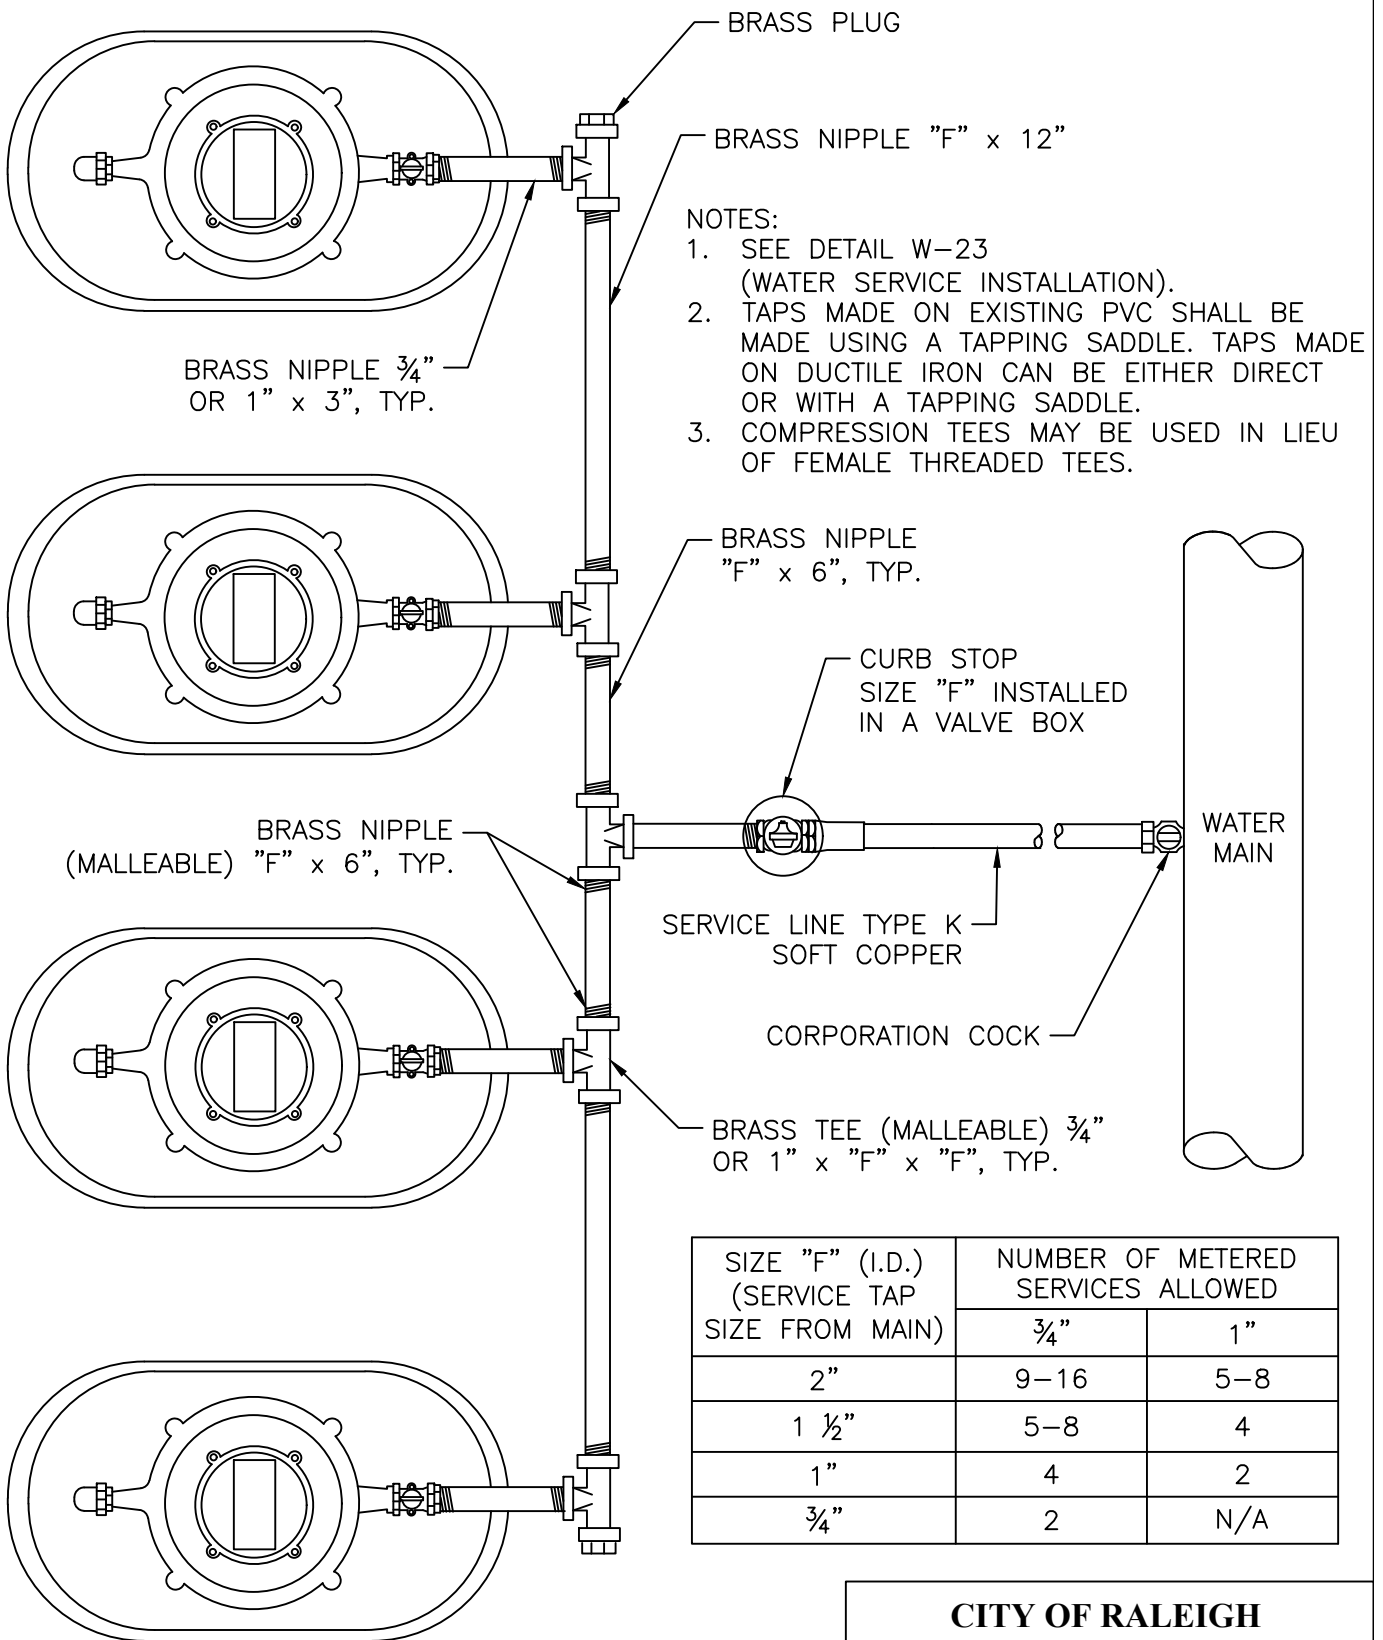 BRASS PLUG
BRASS NIPPLE "F" x 12"
NOTES:
1. SEE DETAIL W-23
(WATER SERVICE INSTALLATION).
2. TAPS MADE ON EXISTING PVC SHALL BE
MADE USING A TAPPING SADDLE. TAPS MADE
ON DUCTILE IRON CAN BE EITHER DIRECT
OR WITH A TAPPING SADDLE.
3. COMPRESSION TEES MAY BE USED IN LIEU
OF FEMALE THREADED TEES.
BRASS NIPPLE ¾"
OR 1" x 3", TYP.
BRASS NIPPLE
"F" x 6", TYP.
CURB STOP
SIZE "F" INSTALLED
IN A VALVE BOX
BRASS NIPPLE
(MALLEABLE) "F" x 6", TYP.
WATER
MAIN
SERVICE LINE TYPE K
SOFT COPPER
CORPORATION COCK
BRASS TEE (MALLEABLE) ¾"
OR 1" x "F" x "F", TYP.
SIZE "F" (I.D.)
(SERVICE TAP
SIZE FROM MAIN)
NUMBER OF METERED
SERVICES ALLOWED
¾" 1"
2" 9-16 5-8
1 ½" 5-8 4
1" 4 2
¾" 2 N/A
CITY OF RALEIGH